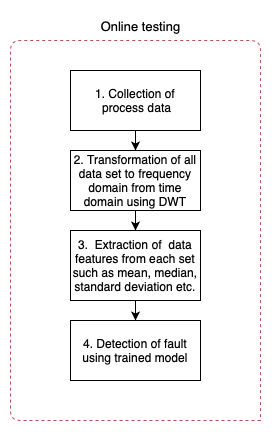 Online testing
1. Collection of
process data
2. Transformation of all
data set to frequency
domain from time
domain using DWT
3. Extraction of data
features from each set
such as mean, median,
standard deviation etc.
4. Detection of fault
using trained model